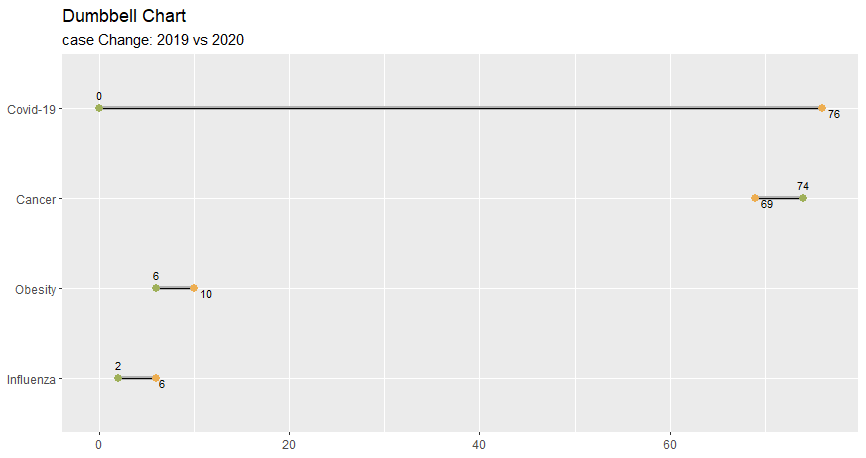 Dumbbell Chart
case Change: 2019 vs 2020
0
Covid-19
76
74
Cancer
69
6
Obesity
10
2
Influenza
6
0 20 40 60